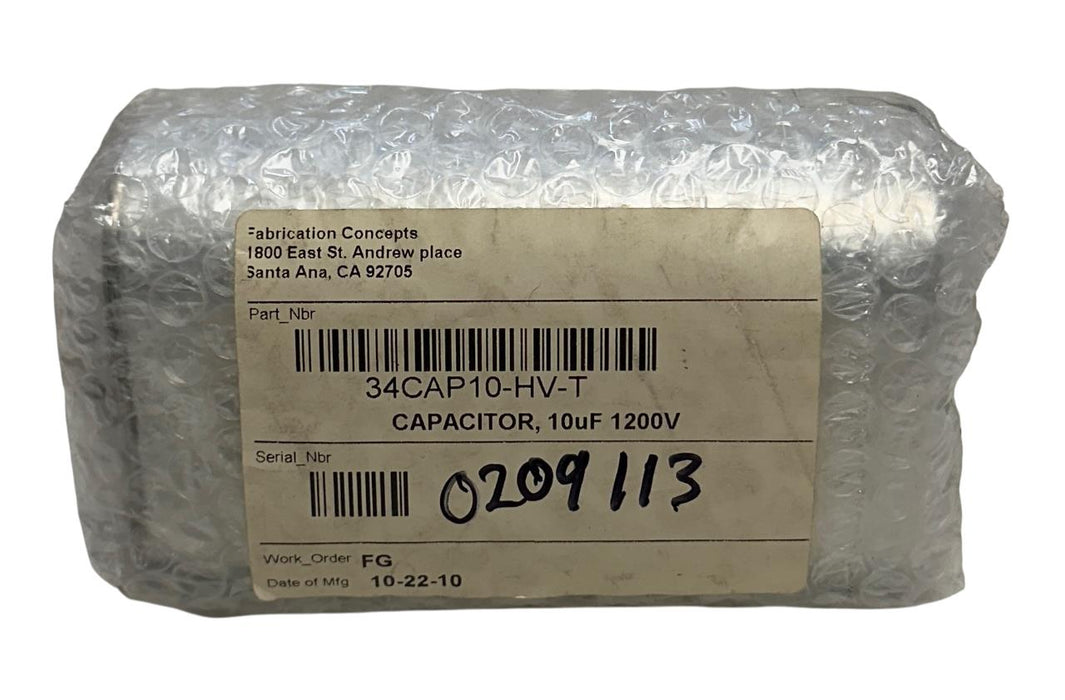 Fabrication Concepts
1800 East St. Andrew place
Santa Ana, CA 92705
Part_Nbr
34CAP10-HV-T
CAPACITOR, 10uF 1200V
Serial_Nbr
0209113
Work_Order FG
Date of Mfg 10-22-10